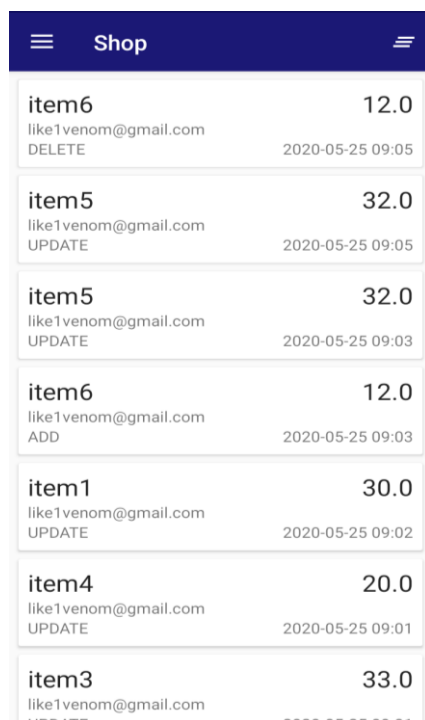 Shop
item6 12.0
like1venom@gmail.com
DELETE 2020-05-25 09:05
item5 32.0
like1venom@gmail.com
UPDATE 2020-05-25 09:05
item5 32.0
like1venom@gmail.com
UPDATE 2020-05-25 09:03
item6 12.0
like1venom@gmail.com
ADD 2020-05-25 09:03
item1 30.0
like1venom@gmail.com
UPDATE 2020-05-25 09:02
item4 20.0
like1venom@gmail.com
UPDATE 2020-05-25 09:01
item3 33.0
like1venom@gmail.com